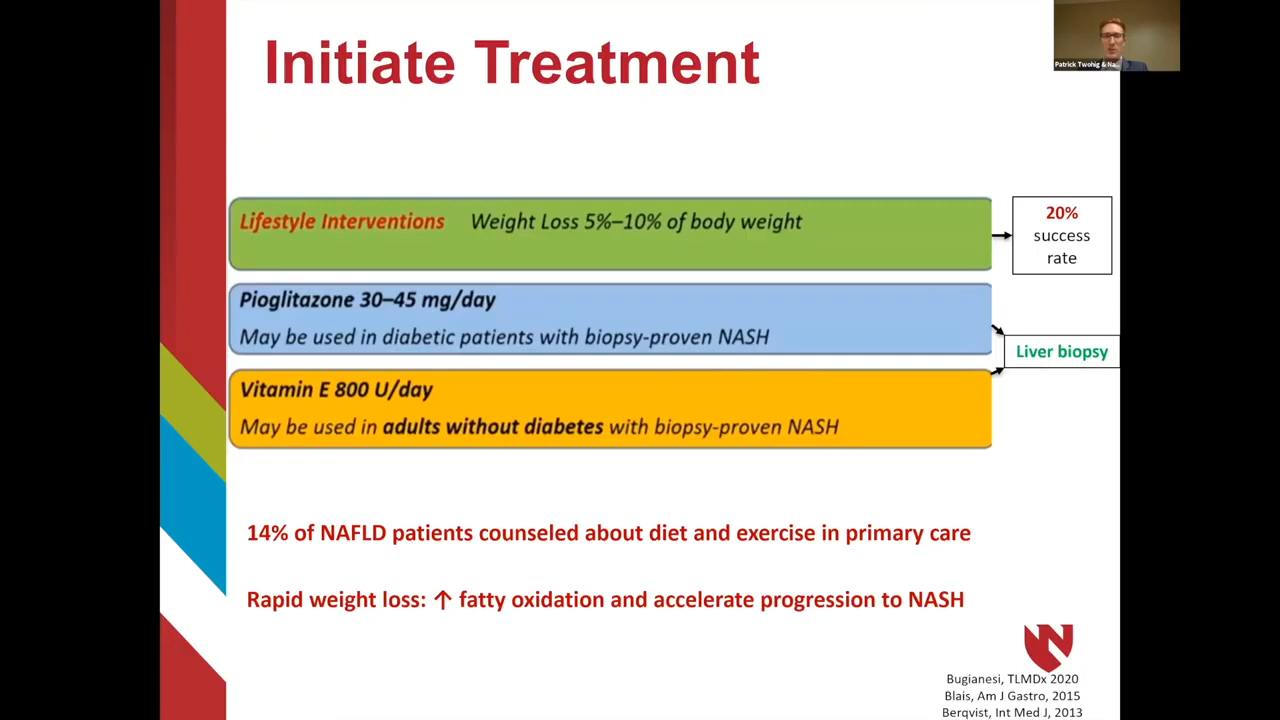 Initiate Treatment
Patrick Twohig & Na...
Lifestyle Interventions Weight Loss 5%–10% of body weight
20%
success
rate
Pioglitazone 30–45 mg/day
May be used in diabetic patients with biopsy-proven NASH
Liver biopsy
Vitamin E 800 U/day
May be used in adults without diabetes with biopsy-proven NASH
14% of NAFLD patients counseled about diet and exercise in primary care
Rapid weight loss: ↑ fatty oxidation and accelerate progression to NASH
N
Bugianesi, TLMDx 2020
Blais, Am J Gastro, 2015
Berqvist, Int Med J, 2013